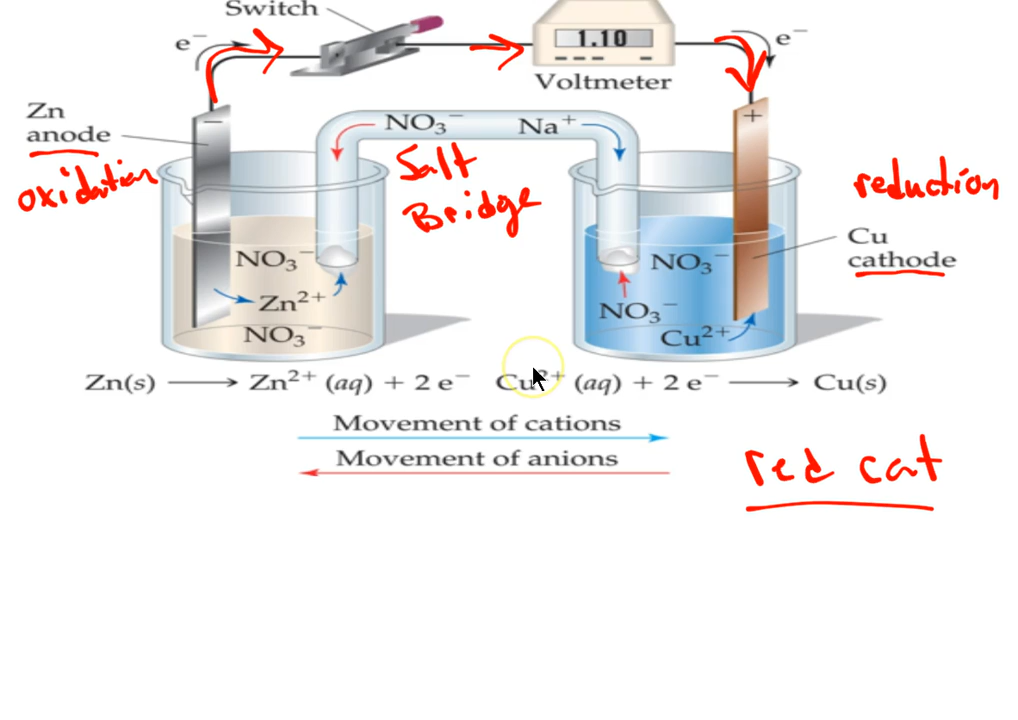 Switch
e⁻
1.10
e⁻
Voltmeter
Zn
anode
−
+
NO₃⁻
Na⁺
oxidation
Salt
Bridge
reduction
Cu
cathode
NO₃⁻
NO₃⁻
Zn²⁺
NO₃⁻
NO₃⁻
Cu²⁺
Zn(s) ⟶ Zn²⁺ (aq) + 2 e⁻ Cu²⁺ (aq) + 2 e⁻ ⟶ Cu(s)
Movement of cations
Movement of anions
red cat